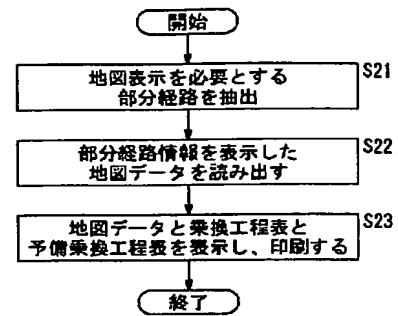 開始
地図表示を必要とする
部分経路を抽出
S21
部分経路情報を表示した
地図データを読み出す
S22
地図データと乗換工程表と
予備乗換工程表を表示し、印刷する
S23
終了